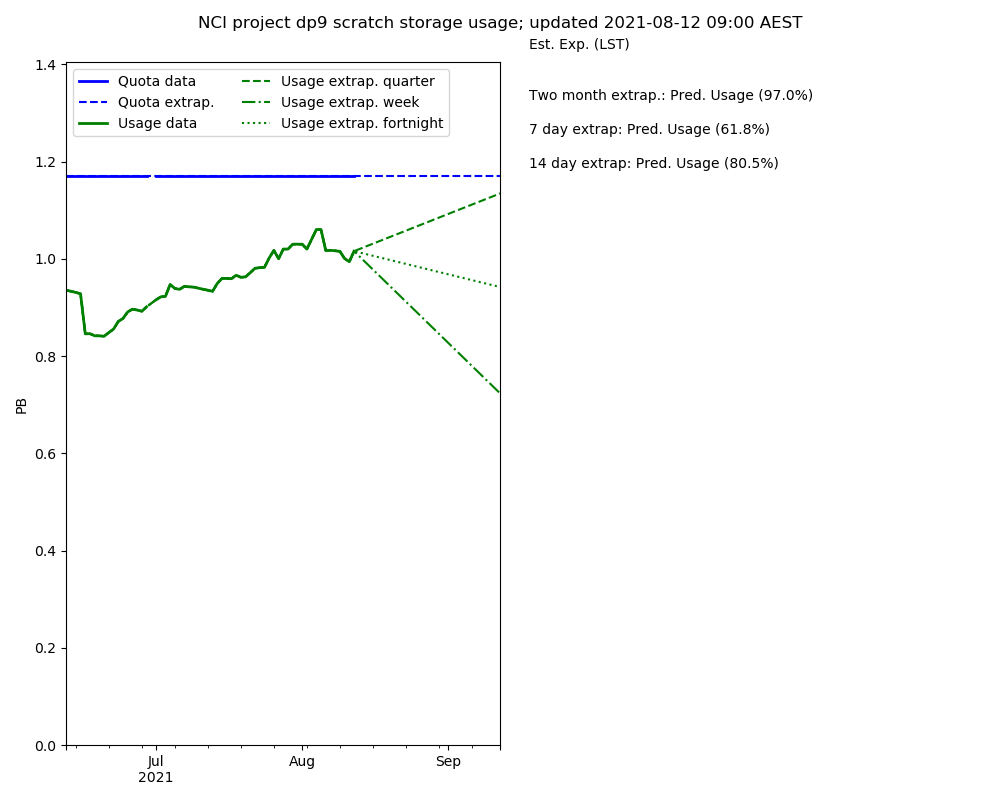 NCI project dp9 scratch storage usage; updated 2021-08-12 09:00 AEST
Est. Exp. (LST)
Two month extrap.: Pred. Usage (97.0%)
7 day extrap: Pred. Usage (61.8%)
14 day extrap: Pred. Usage (80.5%)
Quota data
Quota extrap.
Usage data
Usage extrap. quarter
Usage extrap. week
Usage extrap. fortnight
1.4
1.2
1.0
0.8
0.6
0.4
0.2
0.0
PB
Jul
2021
Aug
Sep